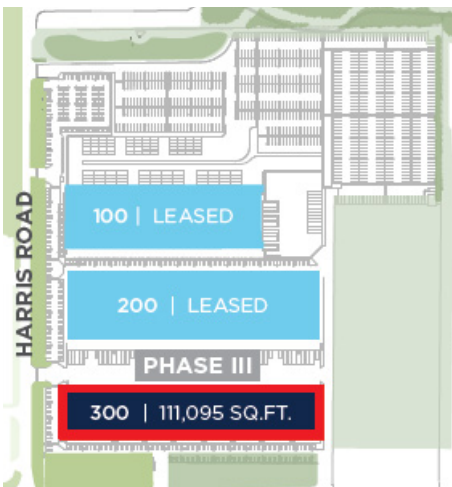 HARRIS ROAD
100 | LEASED
200 | LEASED
PHASE III
300 | 111,095 SQ.FT.